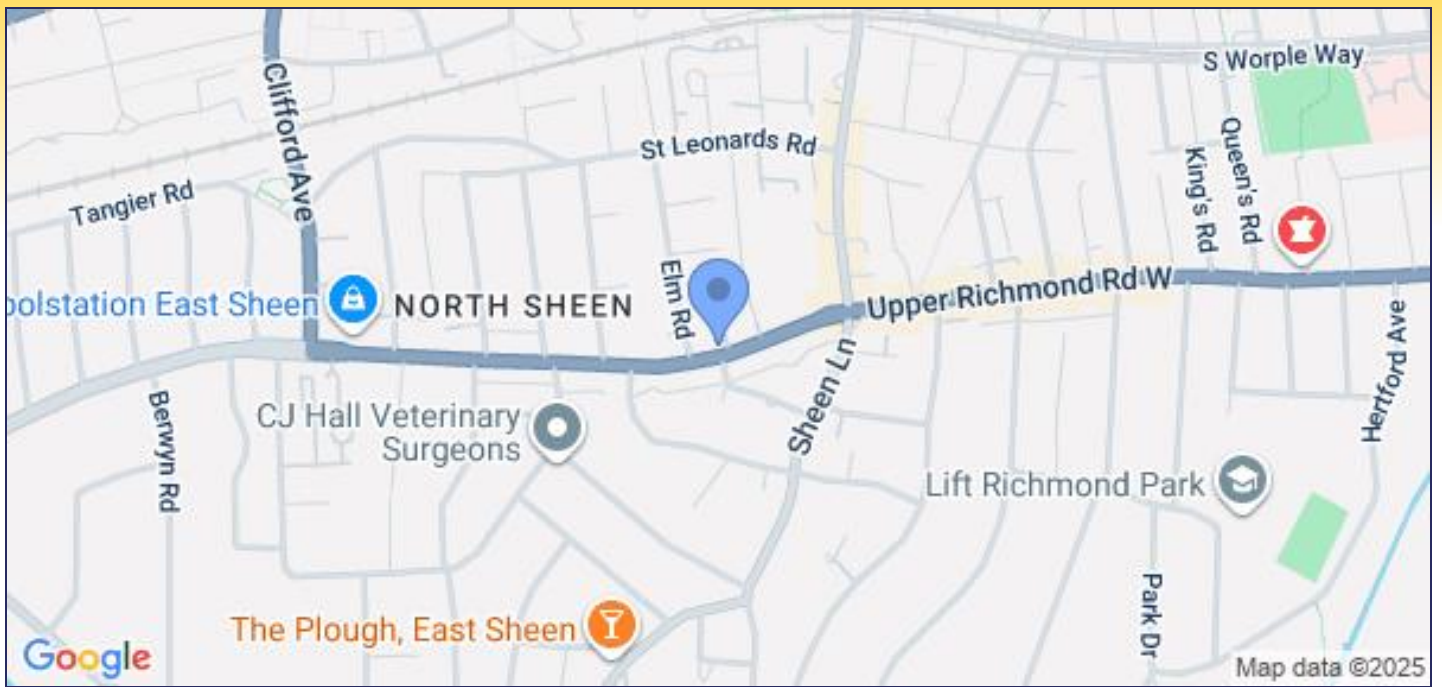 S Worple Way
Clifford Ave
St Leonards Rd
Queen's Rd
King's Rd
Tangier Rd
Elm Rd
oolstation East Sheen
NORTH SHEEN
Upper Richmond Rd W
Hertford Ave
Sheen Ln
Berwyn Rd
CJ Hall Veterinary
Surgeons
Lift Richmond Park
Park Dr
The Plough, East Sheen
Google
Map data ©2025